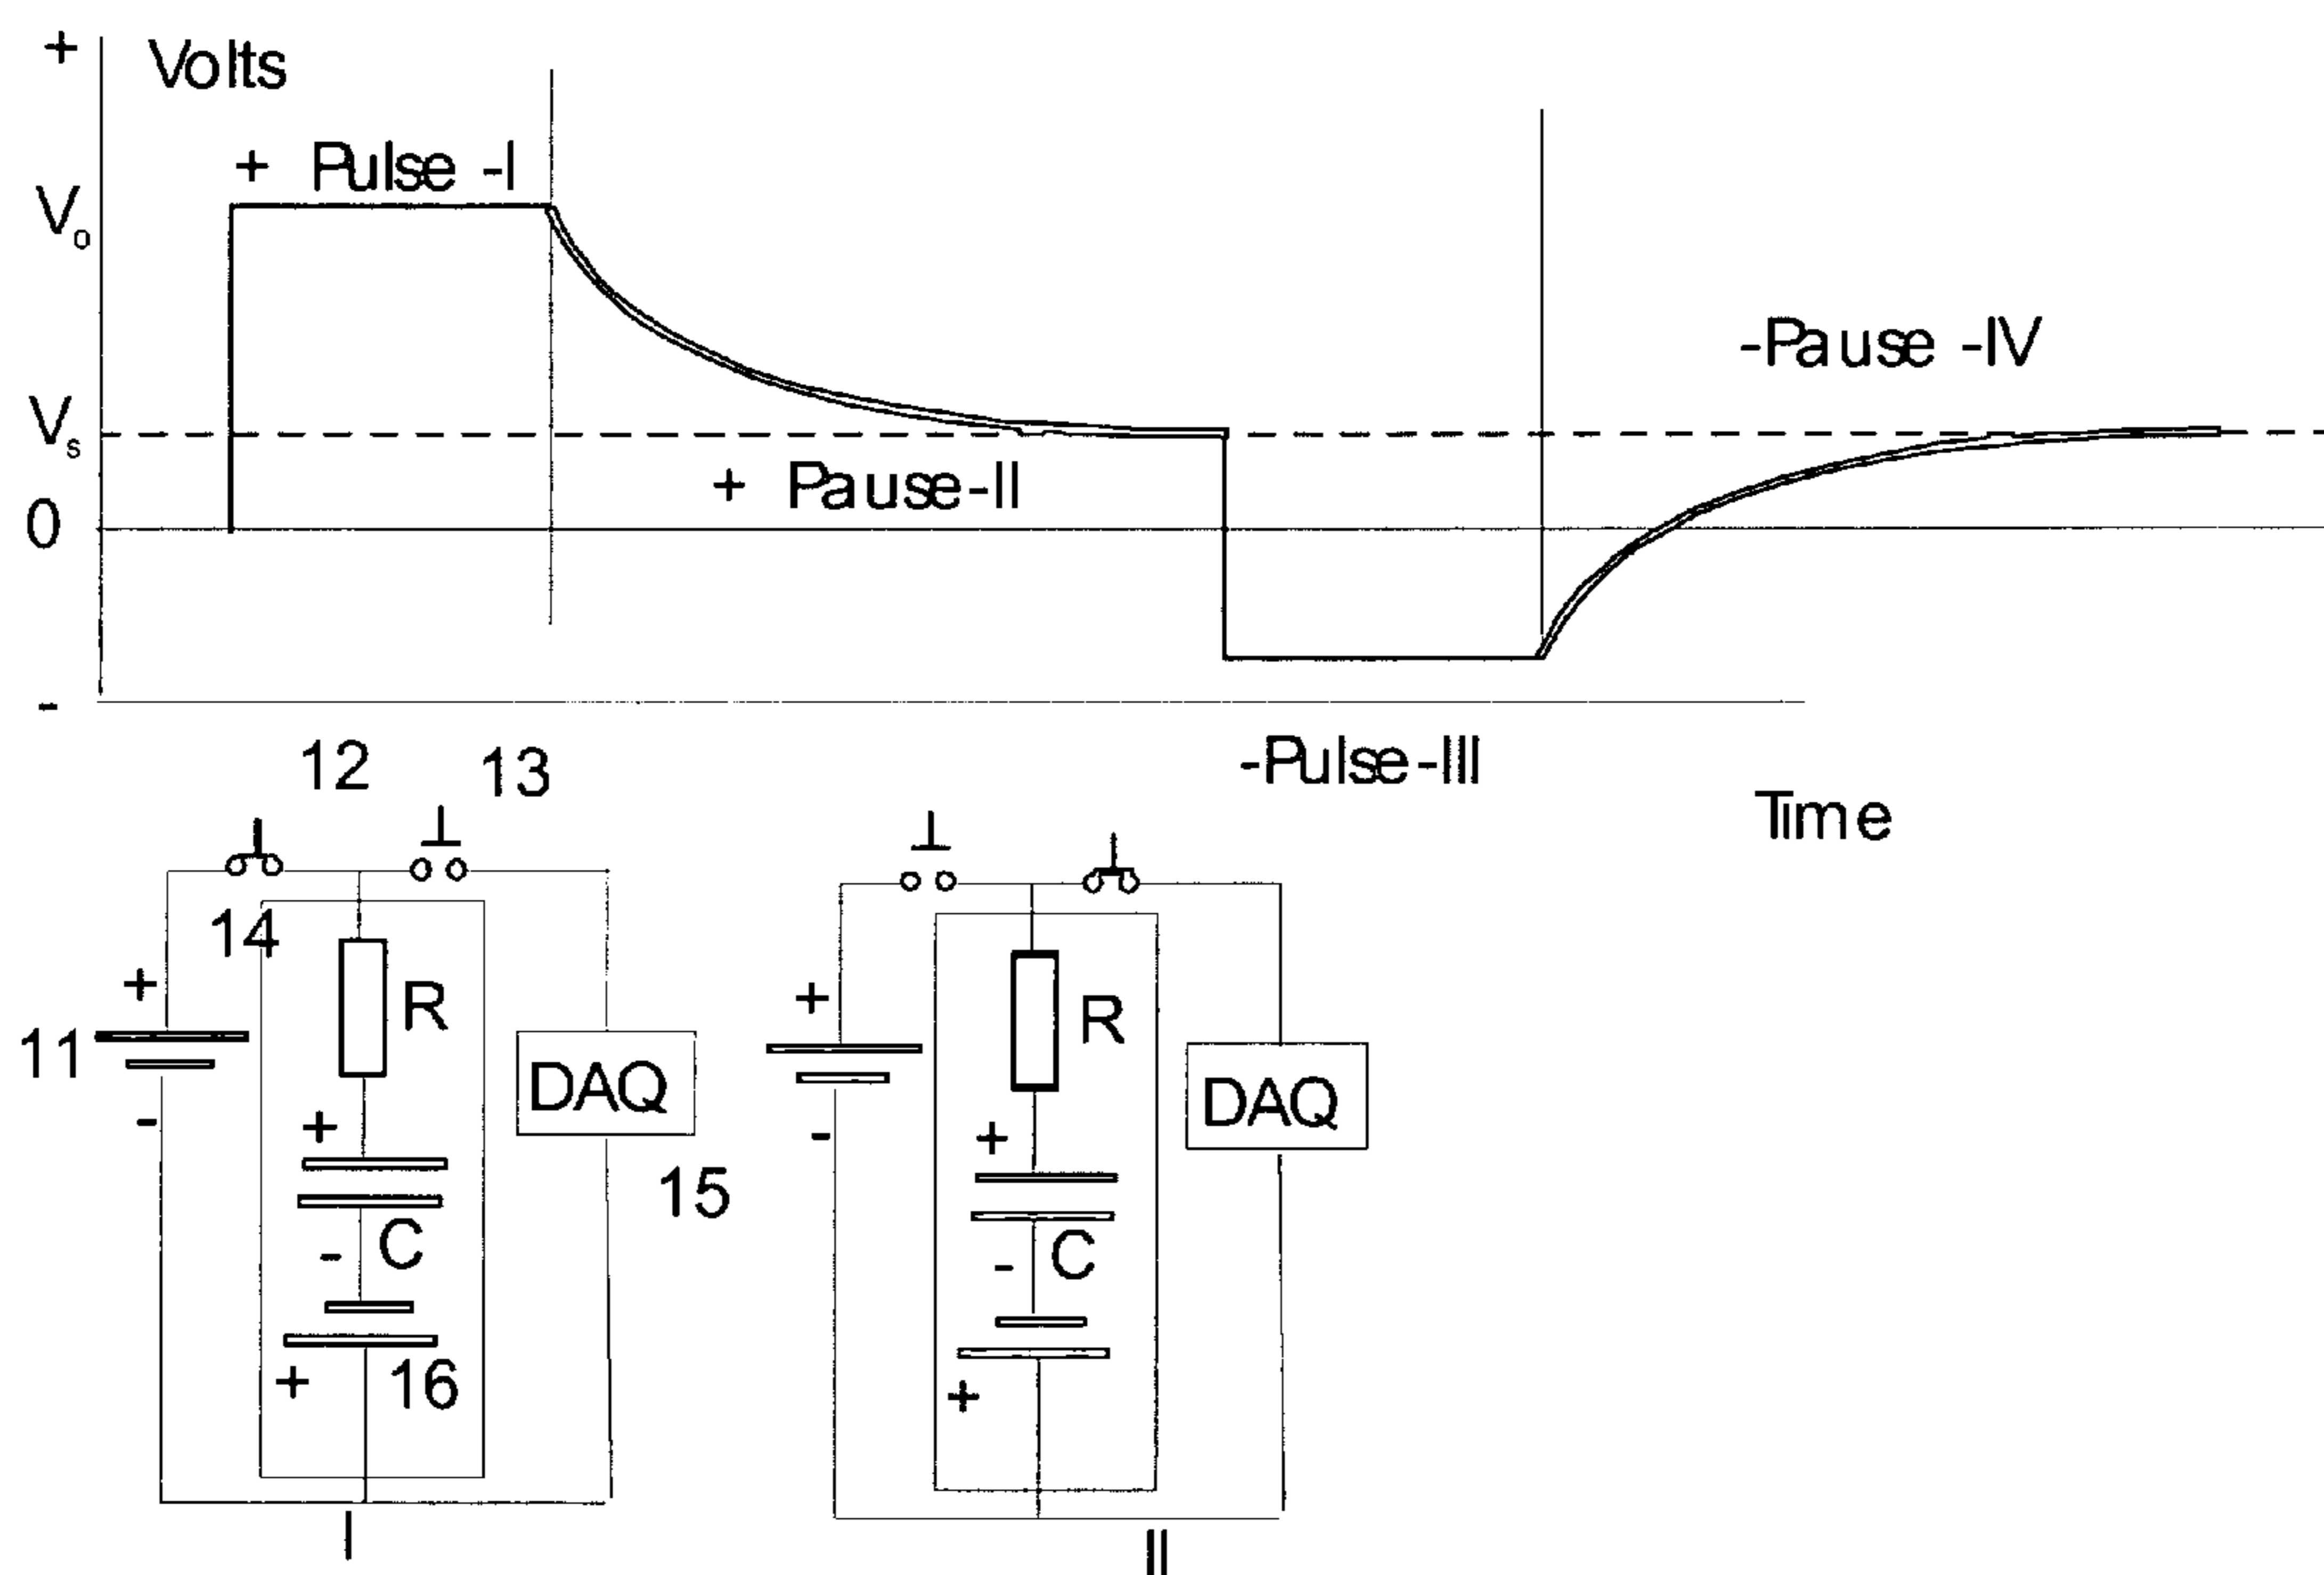 + Volts
+ Pulse -I
Vo
-Pause -IV
Vs
+ Pause-II
0
-
-Pulse-III
12 13
Time
14
+ R + R
11 DAQ DAQ
- + - +
15
- C - C
+ 16 +
I II